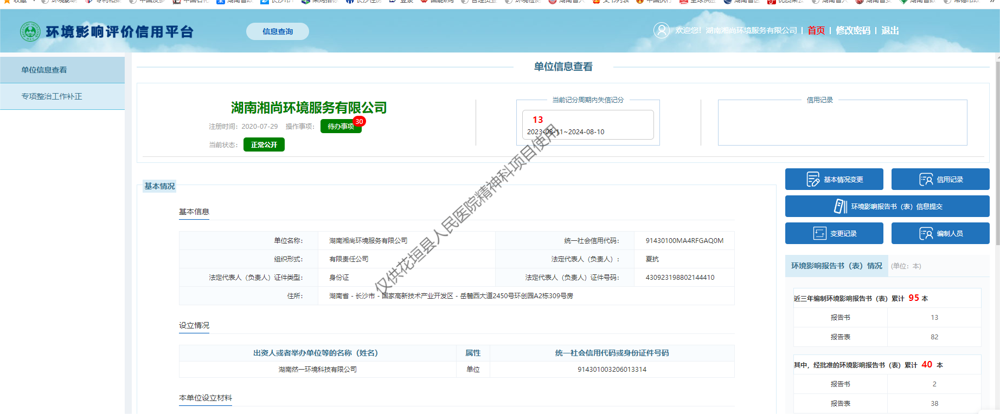 环境影响评价信用平台
信息查询
欢迎您！湖南湘尚环境服务有限公司 | 首页 | 修改密码 | 退出
单位信息查看
专项整治工作补正
单位信息查看
湖南湘尚环境服务有限公司
注册时间：2020-07-29 操作事项：待办事项 30
当前状态：正常公开
当前记分周期内失信记分
13
2023-08-11~2024-08-10
信用记录
基本情况变更
信用记录
环境影响报告书（表）信息提交
变更记录
编制人员
基本情况
基本信息
单位名称： 湖南湘尚环境服务有限公司 统一社会信用代码： 91430100MA4RFGAQ0M
组织形式： 有限责任公司 法定代表人（负责人）： 夏抗
法定代表人（负责人）证件类型： 身份证 法定代表人（负责人）证件号码： 430923198802144410
住所： 湖南省－长沙市－国家高新技术产业开发区－岳麓西大道2450号环创园A2栋309号房
设立情况
出资人或者举办单位等的名称（姓名） 属性 统一社会信用代码或身份证件号码
湖南然一环境科技有限公司 单位 914301003206013314
本单位设立材料
环境影响报告书（表）情况 (单位：本)
近三年编制环境影响报告书（表）累计 95 本
报告书 13
报告表 82
其中，经批准的环境影响报告书（表）累计 40 本
报告书 2
报告表 38
仅供花垣县人民医院精神科项目使用